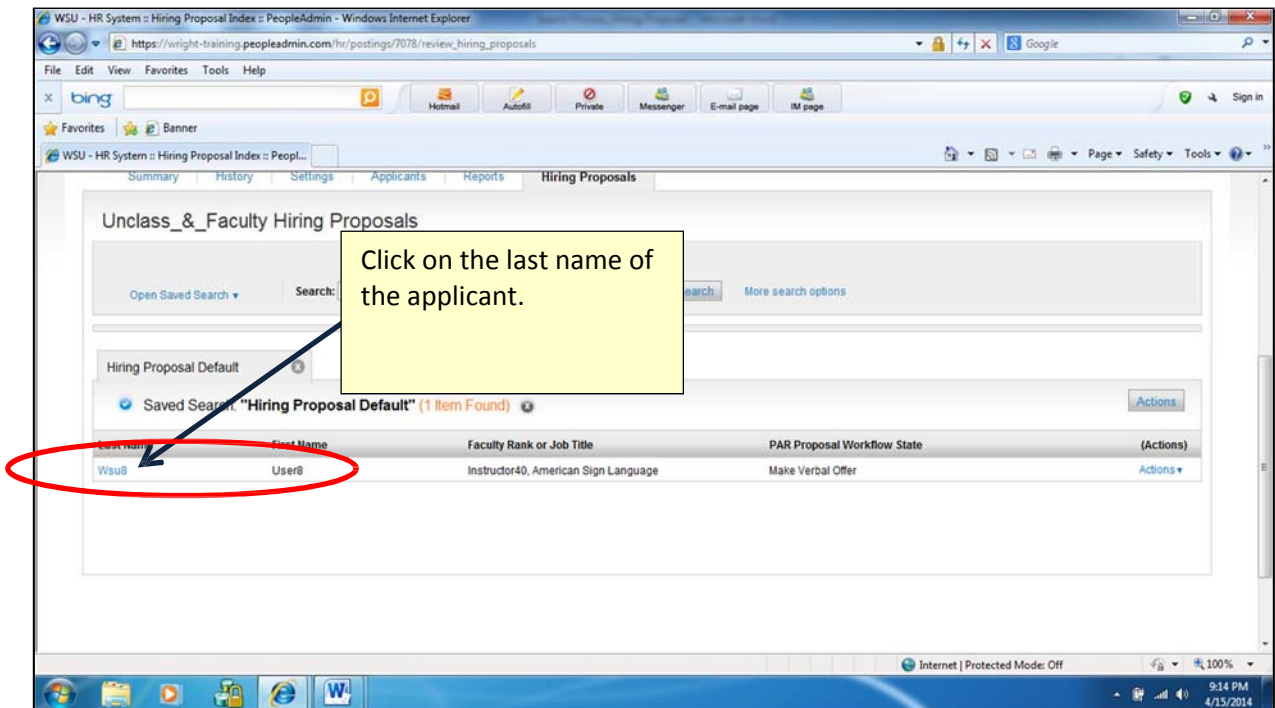 WSU - HR System :: Hiring Proposal Index :: PeopleAdmin - Windows Internet Explorer
https://wright-training.peopleadmin.com/hr/postings/7078/review_hiring_proposals
Google
File Edit View Favorites Tools Help
x bing Hotmail Autofill Private Messenger E-mail page IM page Sign in
Favorites Banner
WSU - HR System :: Hiring Proposal Index :: Peopl... Page Safety Tools
Summary History Settings Applicants Reports Hiring Proposals
Unclass_&_Faculty Hiring Proposals
Click on the last name of
the applicant.
Open Saved Search Search: earch More search options
Hiring Proposal Default
Saved Search: "Hiring Proposal Default" (1 Item Found) Actions
Last Name First Name Faculty Rank or Job Title PAR Proposal Workflow State (Actions)
Wsu8 User8 Instructor40, American Sign Language Make Verbal Offer Actions
Internet | Protected Mode: Off 100%
9:14 PM
4/15/2014